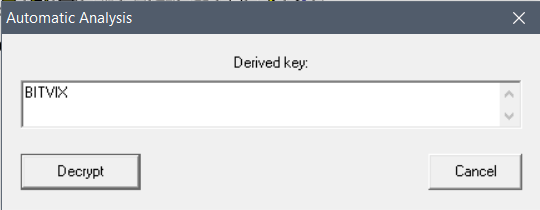 Automatic Analysis
Derived key:
BITVIX
Decrypt
Cancel